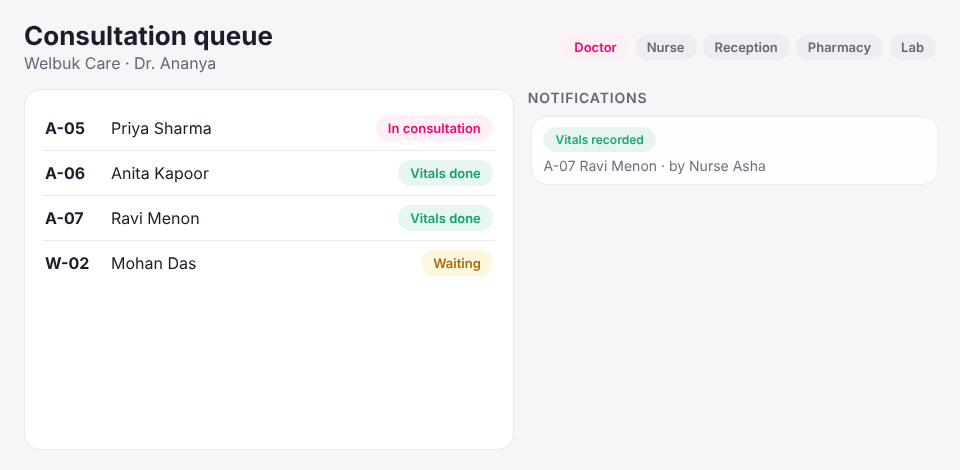 Consultation queue
Welbuk Care · Dr. Ananya
Doctor Nurse Reception Pharmacy Lab
A-05 Priya Sharma In consultation
A-06 Anita Kapoor Vitals done
A-07 Ravi Menon Vitals done
W-02 Mohan Das Waiting
NOTIFICATIONS
Vitals recorded
A-07 Ravi Menon · by Nurse Asha